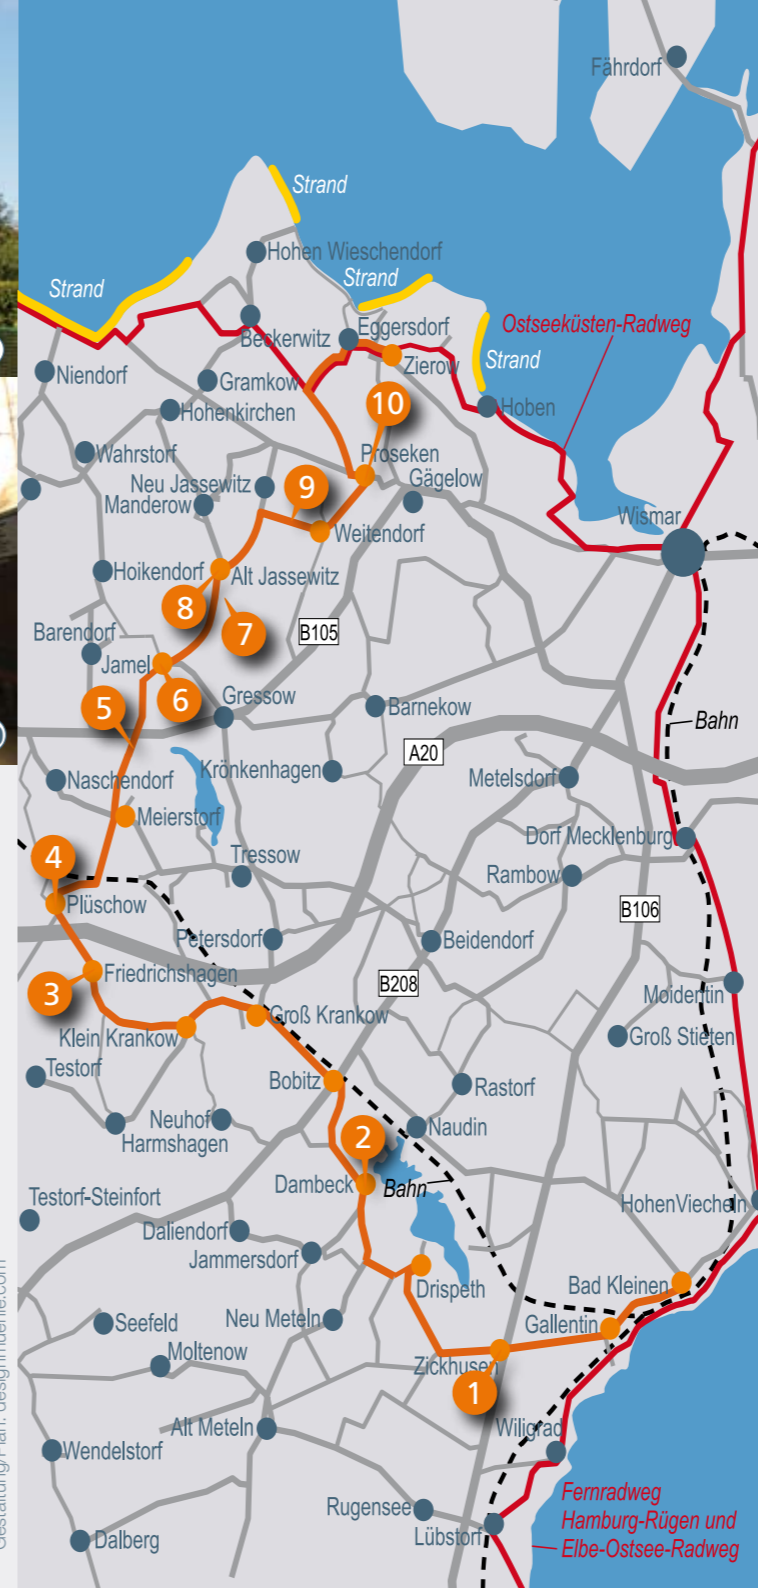 Fährdorf
Strand
Hohen Wieschendorf
Strand
Strand
Eggersdorf
Ostseeküsten-Radweg
Beckerwitz
Zierow
Strand
Niendorf
Gramkow
10
Hoben
Hohenkirchen
Wahrstorf
Proseken
Neu Jassewitz
9
Gägelow
Manderow
Wismar
Weitendorf
Hoikendorf
Alt Jassewitz
8
7
B105
Barendorf
Jamel
6
5
Gressow
Barnekow
Bahn
A20
Krönkenhagen
Naschendorf
Metelsdorf
Meierstorf
Dorf Mecklenburg
4
Tressow
Rambow
Plüschow
B106
Petersdorf
Beidendorf
Friedrichshagen
3
B208
Moidentin
Groß Krankow
Klein Krankow
Groß Stieten
Testorf
Bobitz
Rastorf
Neuhof
Harmshagen
Naudin
2
Dambeck
Bahn
Testorf-Steinfort
HohenViecheln
Daliendorf
Jammersdorf
Drispeth
Bad Kleinen
Seefeld
Neu Meteln
Gallentin
Moltenow
Zickhusen
1
Alt Meteln
Wiligrad
Wendelstorf
Rugensee
Fernradweg
Hamburg-Rügen und
Elbe-Ostsee-Radweg
Lübstorf
Dalberg
Gestaltung/Plan: designmuehle.com